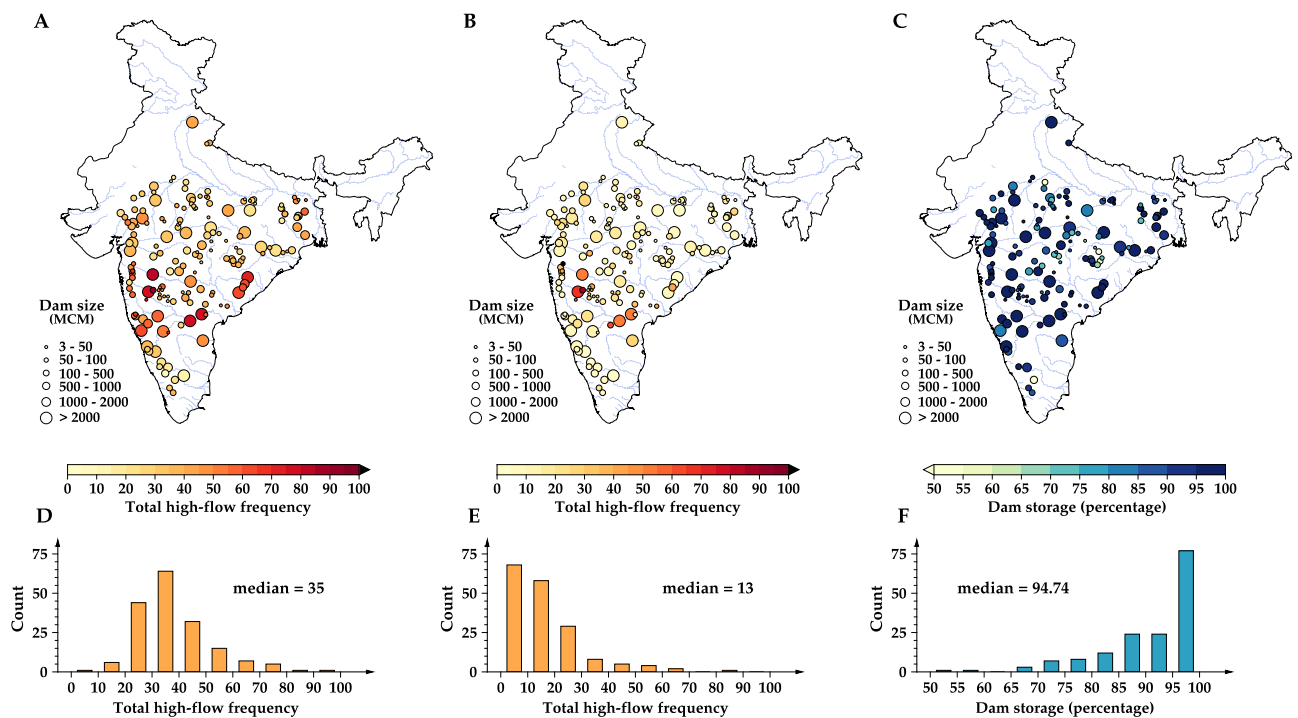 A
B
C
Dam size
(MCM)
3 - 50
50 - 100
100 - 500
500 - 1000
1000 - 2000
> 2000
Dam size
(MCM)
3 - 50
50 - 100
100 - 500
500 - 1000
1000 - 2000
> 2000
Dam size
(MCM)
3 - 50
50 - 100
100 - 500
500 - 1000
1000 - 2000
> 2000
0 10 20 30 40 50 60 70 80 90 100
Total high-flow frequency
0 10 20 30 40 50 60 70 80 90 100
Total high-flow frequency
50 55 60 65 70 75 80 85 90 95 100
Dam storage (percentage)
D
75
50
25
0
Count
median = 35
0 10 20 30 40 50 60 70 80 90 100
Total high-flow frequency
E
75
50
25
0
Count
median = 13
0 10 20 30 40 50 60 70 80 90 100
Total high-flow frequency
F
75
50
25
0
Count
median = 94.74
50 55 60 65 70 75 80 85 90 95 100
Dam storage (percentage)